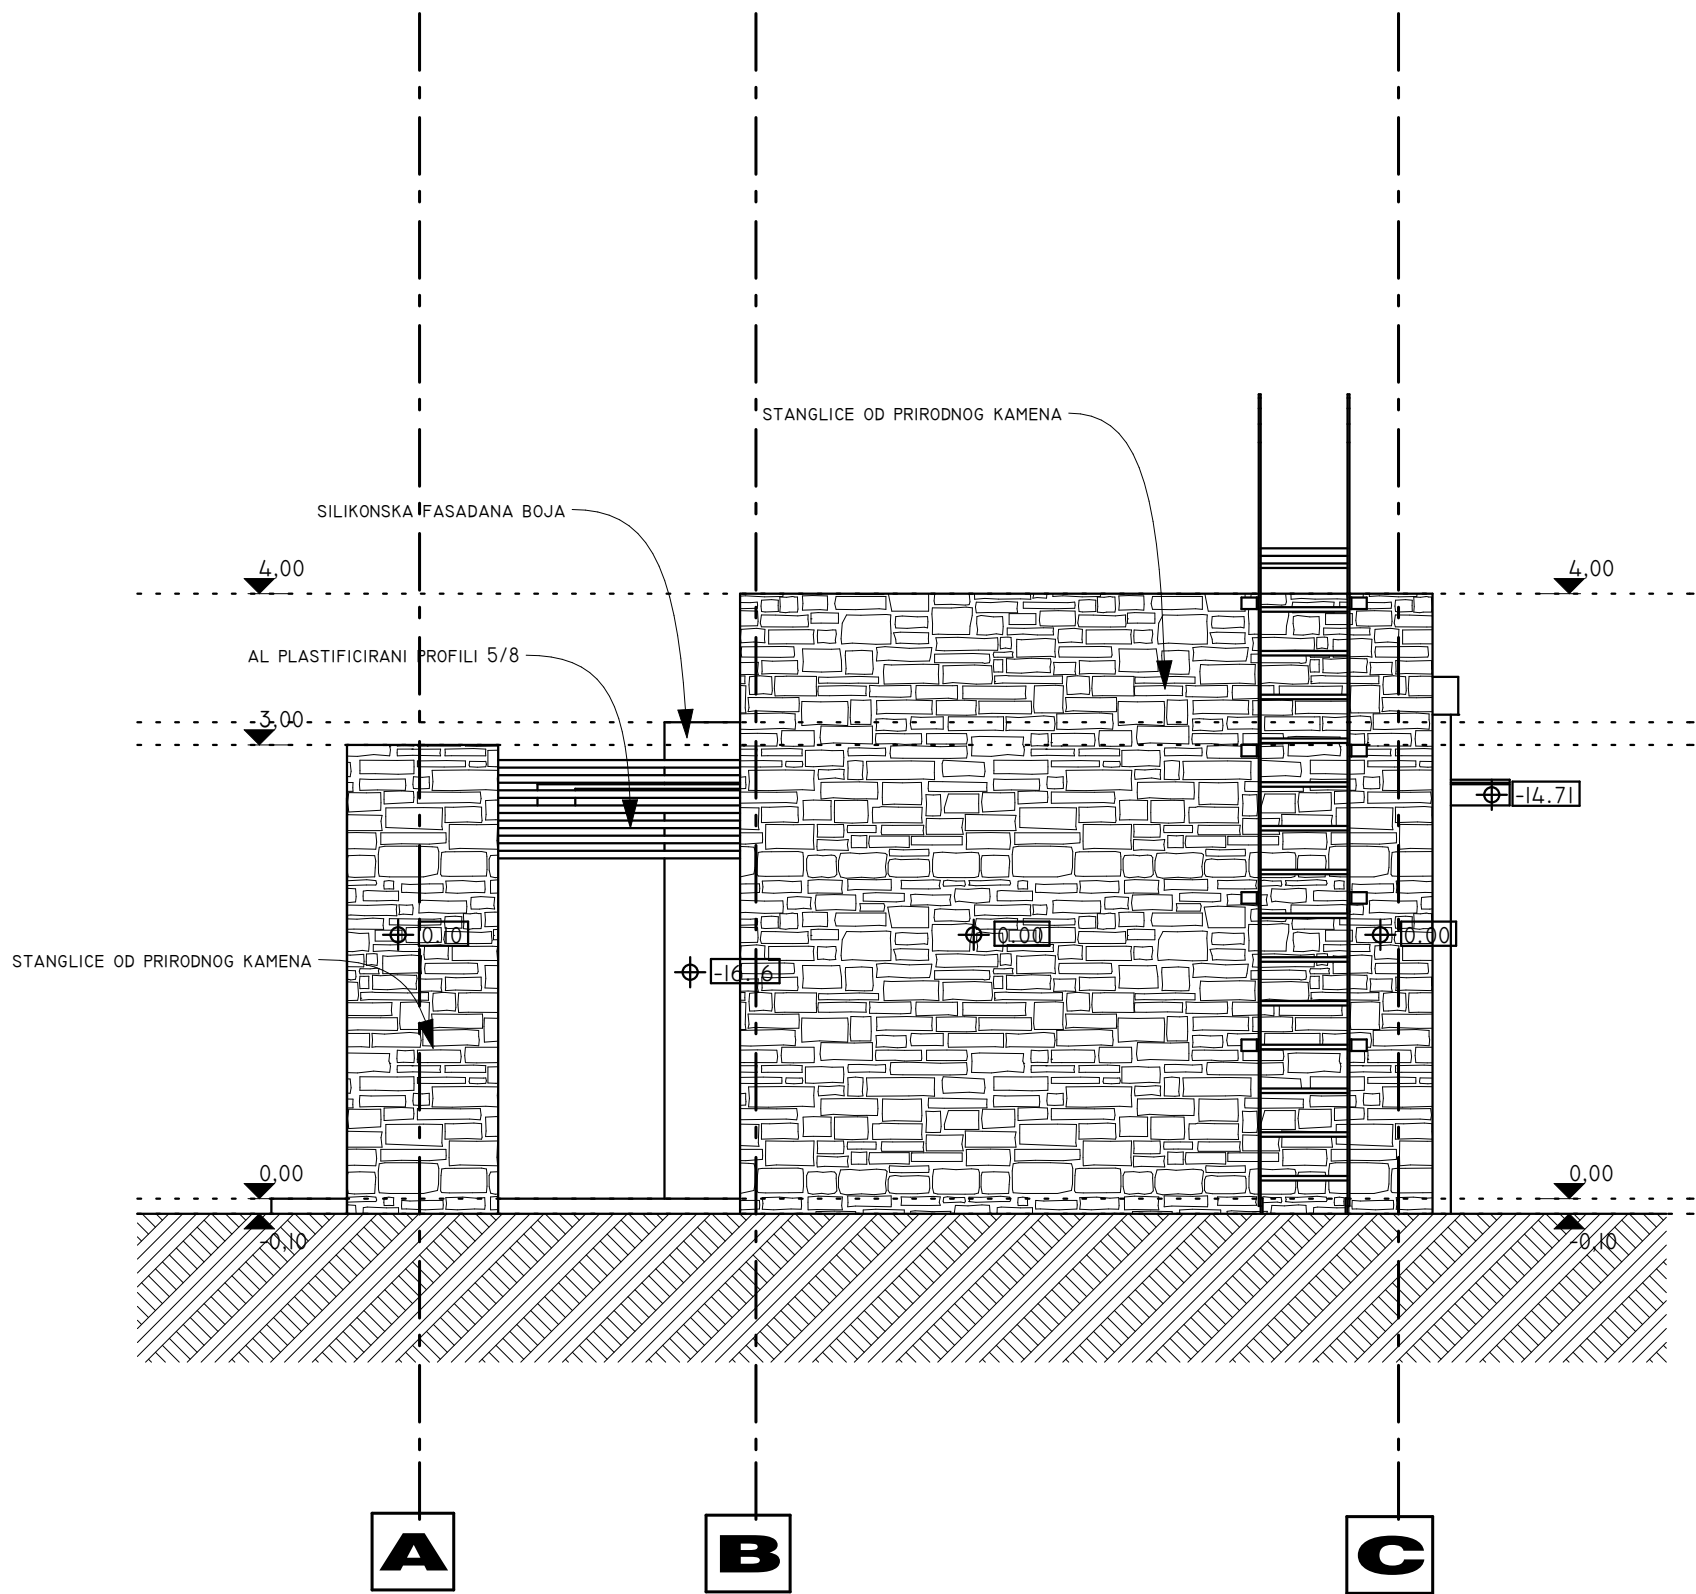 STANGLICE OD PRIRODNOG KAMENA
SILIKONSKA FASADANA BOJA
4,00
4,00
AL PLASTIFICIRANI PROFILI 5/8
3,00
-14.71
0.10
0.00
0.00
STANGLICE OD PRIRODNOG KAMENA
0,00
0,00
-0,10
-0,10
A
B
C